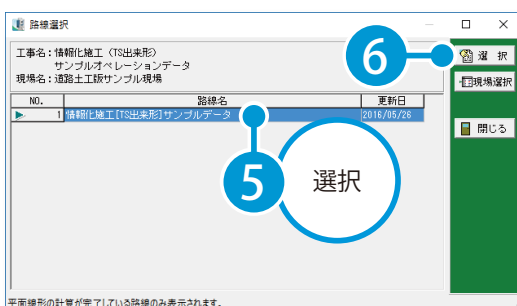 路線選択
工事名：情報化施工（TS出来形）
サンプルオペレーションデータ
現場名：道路土工版サンプル現場
6
選 択
現場選択
閉じる
NO. 路線名 更新日
1 情報化施工[TS出来形]サンプルデータ 2016/05/26
5
選択
平面線形の計算が完了している路線のみ表示されます。